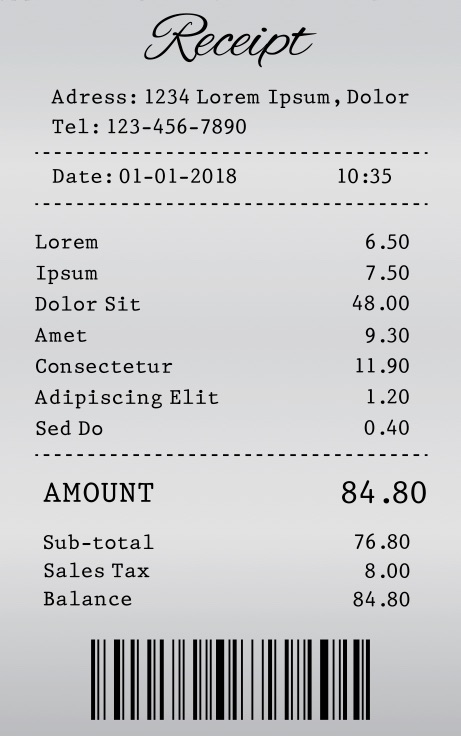 Receipt
Adress: 1234 Lorem Ipsum, Dolor
Tel: 123-456-7890
Date: 01-01-2018 10:35
Lorem 6.50
Ipsum 7.50
Dolor Sit 48.00
Amet 9.30
Consectetur 11.90
Adipiscing Elit 1.20
Sed Do 0.40
AMOUNT 84.80
Sub-total 76.80
Sales Tax 8.00
Balance 84.80